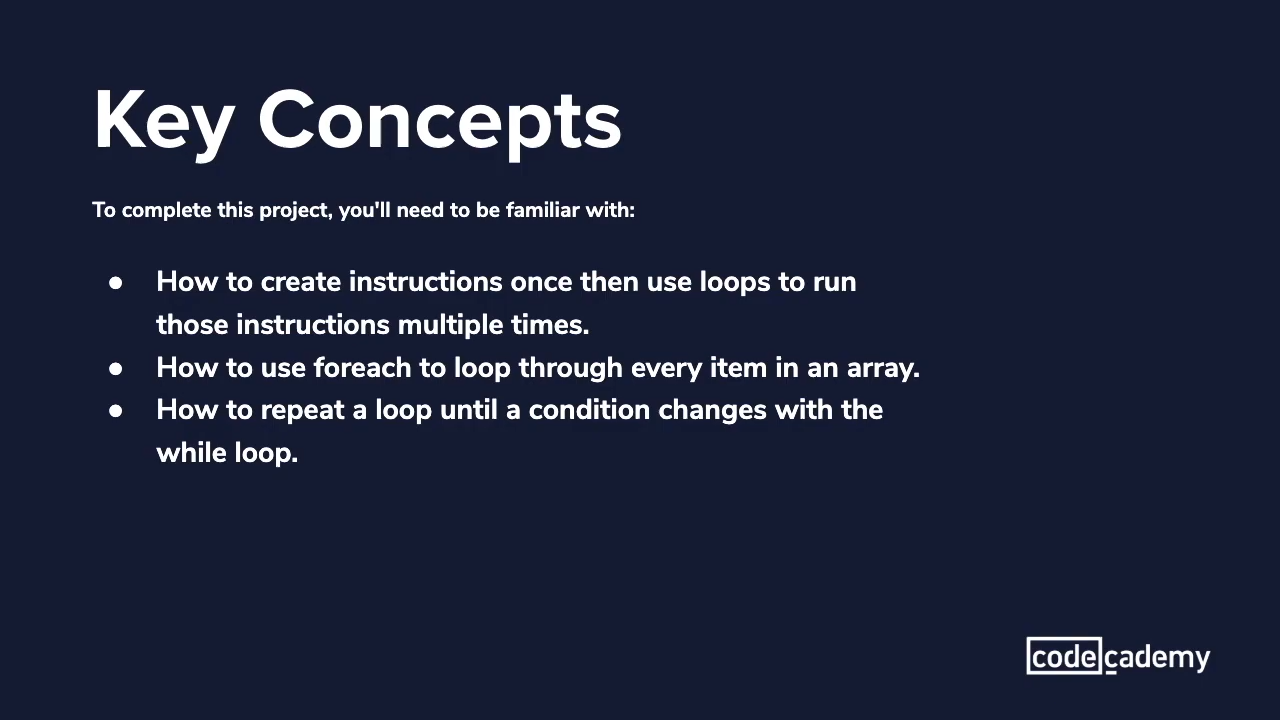 Key Concepts
To complete this project, you'll need to be familiar with:
● How to create instructions once then use loops to run
those instructions multiple times.
● How to use foreach to loop through every item in an array.
● How to repeat a loop until a condition changes with the
while loop.
codecademy